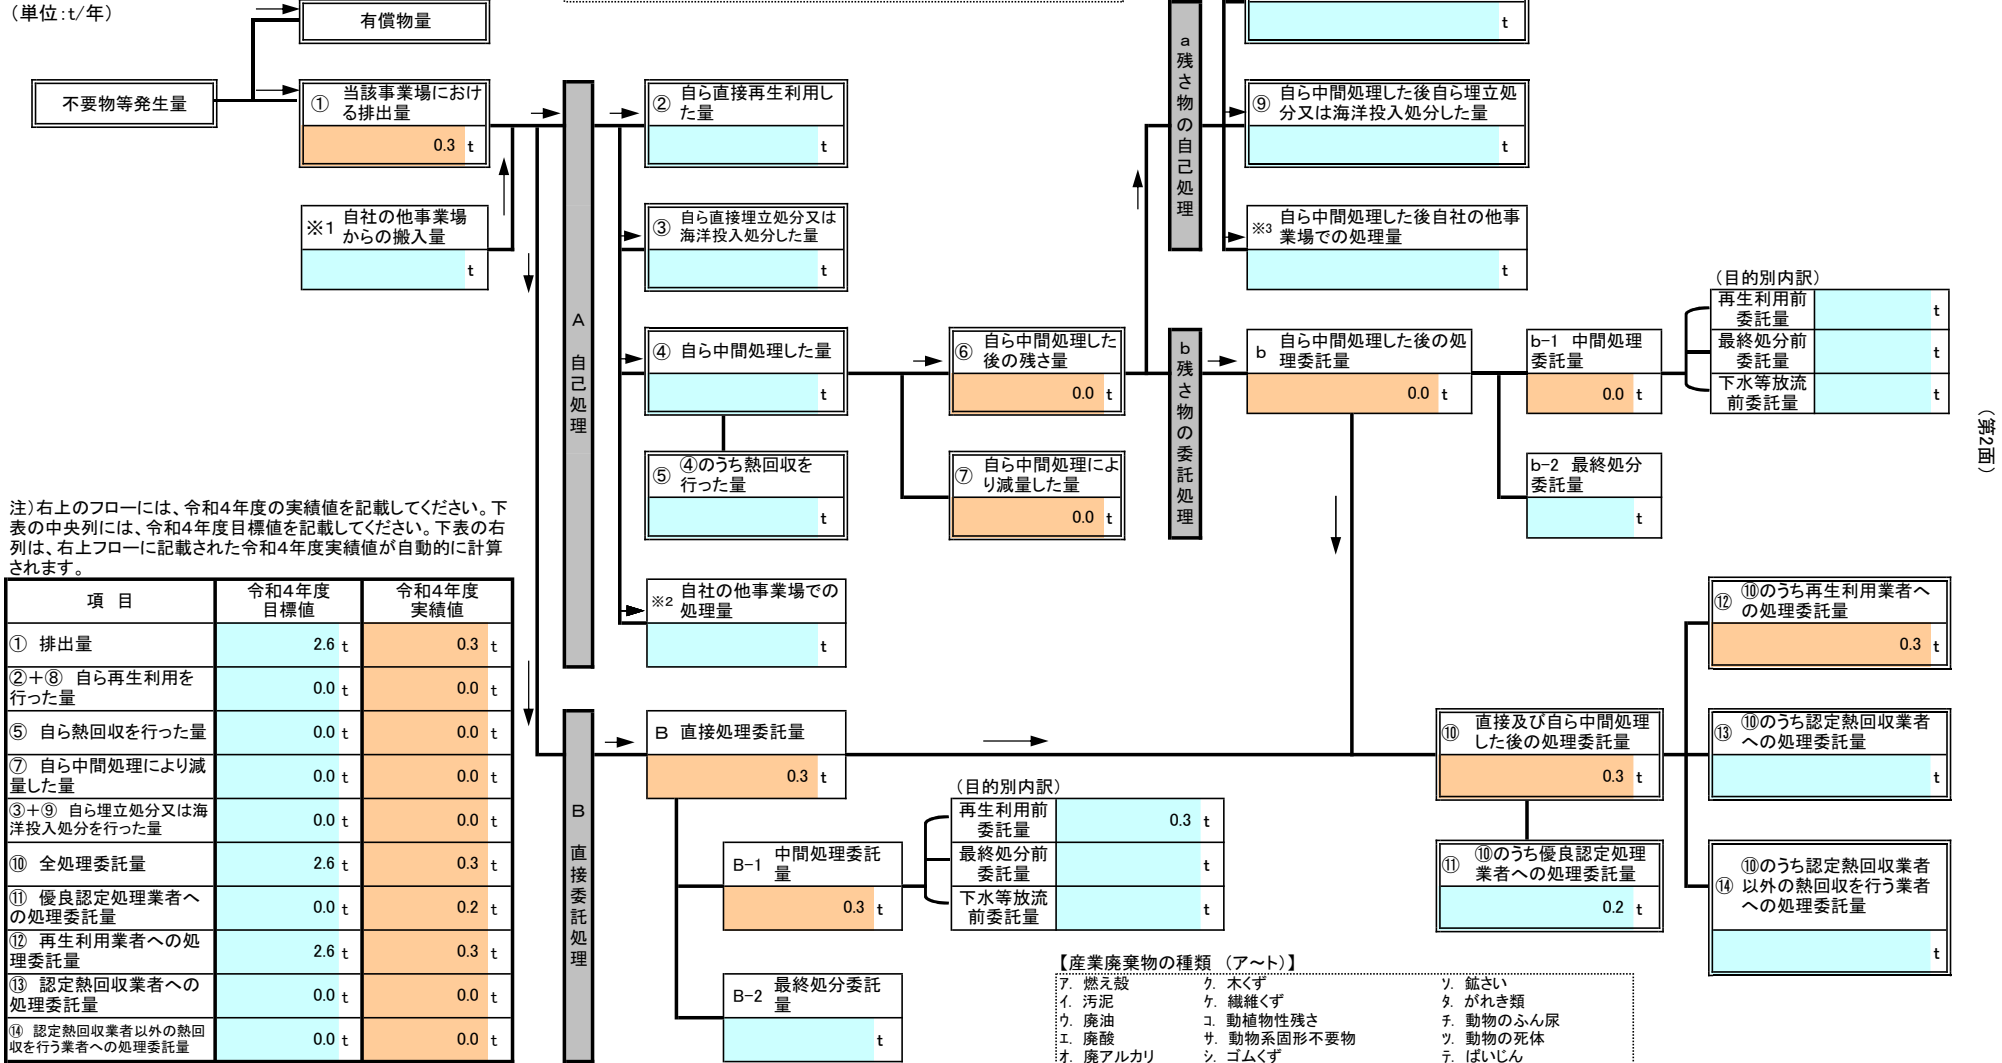 （単位：t/年）
有償物量
t
不要物等発生量
① 当該事業場におけ
る排出量
0.3 t
※1 自社の他事業場
からの搬入量
t
A 自己処理
② 自ら直接再生利用し
た量
t
③ 自ら直接埋立処分又は
海洋投入処分した量
t
④ 自ら中間処理した量
t
⑤ ④のうち熱回収を
行った量
t
※2 自社の他事業場での
処理量
t
⑥ 自ら中間処理した
後の残さ量
0.0 t
⑦ 自ら中間処理によ
り減量した量
0.0 t
a 残さ物の自己処理
⑨ 自ら中間処理した後自ら埋立処
分又は海洋投入処分した量
t
※3 自ら中間処理した後自社の他事
業場での処理量
t
b 残さ物の委託処理
b 自ら中間処理した後の処
理委託量
0.0 t
b-1 中間処理
委託量
0.0 t
b-2 最終処分
委託量
t
（目的別内訳）
再生利用前
委託量
t
最終処分前
委託量
t
下水等放流
前委託量
t
（第2面）
注）右上のフローには、令和４年度の実績値を記載してください。下
表の中央列には、令和４年度目標値を記載してください。下表の右
列は、右上フローに記載された令和４年度実績値が自動的に計算
されます。
項 目
令和４年度
目標値
令和４年度
実績値
① 排出量 2.6 t 0.3 t
②＋⑧ 自ら再生利用を
行った量 0.0 t 0.0 t
⑤ 自ら熱回収を行った量 0.0 t 0.0 t
⑦ 自ら中間処理により減
量した量 0.0 t 0.0 t
③＋⑨ 自ら埋立処分又は海
洋投入処分を行った量 0.0 t 0.0 t
⑩ 全処理委託量 2.6 t 0.3 t
⑪ 優良認定処理業者へ
の処理委託量 0.0 t 0.2 t
⑫ 再生利用業者への処
理委託量 2.6 t 0.3 t
⑬ 認定熱回収業者への
処理委託量 0.0 t 0.0 t
⑭ 認定熱回収業者以外の熱回
収を行う業者への処理委託量 0.0 t 0.0 t
B 直接委託処理
B 直接処理委託量
0.3 t
B-1 中間処理委託
量
0.3 t
B-2 最終処分委託
量
t
（目的別内訳）
再生利用前
委託量
0.3 t
最終処分前
委託量
t
下水等放流
前委託量
t
⑩ 直接及び自ら中間処理
した後の処理委託量
0.3 t
⑪ ⑩のうち優良認定処理
業者への処理委託量
0.2 t
⑫ ⑩のうち再生利用業者へ
の処理委託量
0.3 t
⑬ ⑩のうち認定熱回収業者
への処理委託量
t
⑭ ⑩のうち認定熱回収業者
以外の熱回収を行う業者
への処理委託量
t
【産業廃棄物の種類 （ア～ト）】
ｱ. 燃え殻 ｸ. 木くず ｿ. 鉱さい
ｲ. 汚泥 ｹ. 繊維くず ﾀ. がれき類
ｳ. 廃油 ｺ. 動植物性残さ ﾁ. 動物のふん尿
ｴ. 廃酸 ｻ. 動物系固形不要物 ﾂ. 動物の死体
ｵ. 廃アルカリ ｼ. ゴムくず ﾃ. ばいじん